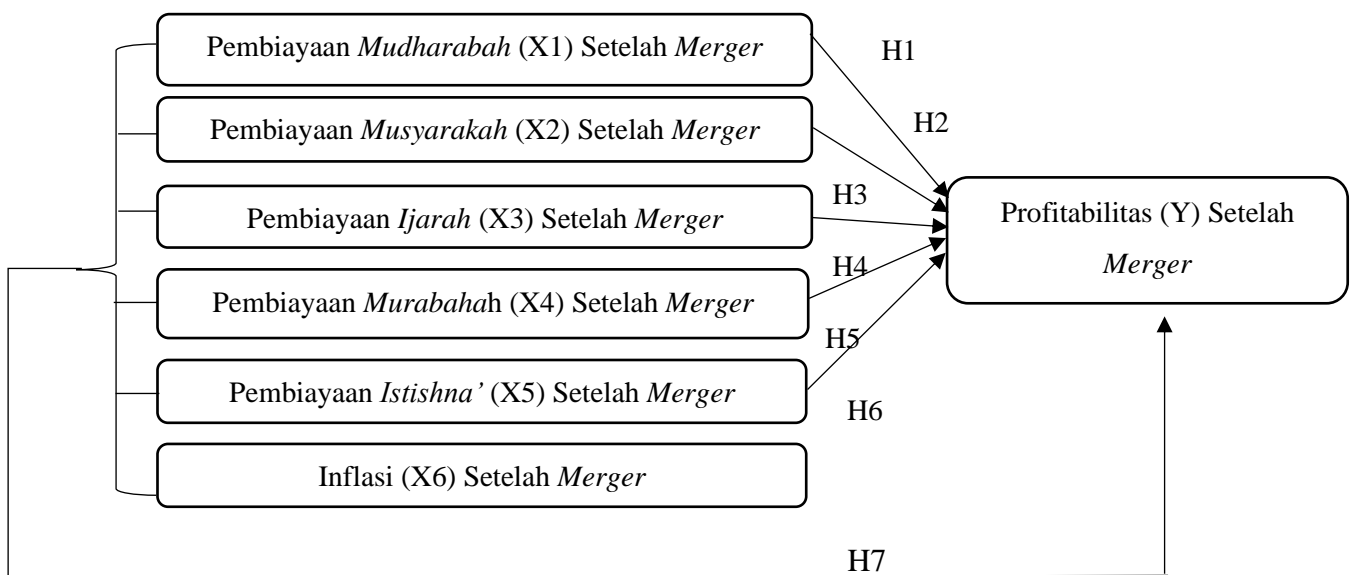 Pembiayaan Mudharabah (X1) Setelah Merger
H1
Pembiayaan Musyarakah (X2) Setelah Merger
H2
Pembiayaan Ijarah (X3) Setelah Merger
H3
Profitabilitas (Y) Setelah
Merger
Pembiayaan Murabahah (X4) Setelah Merger
H4
H5
Pembiayaan Istishna’ (X5) Setelah Merger
H6
Inflasi (X6) Setelah Merger
H7